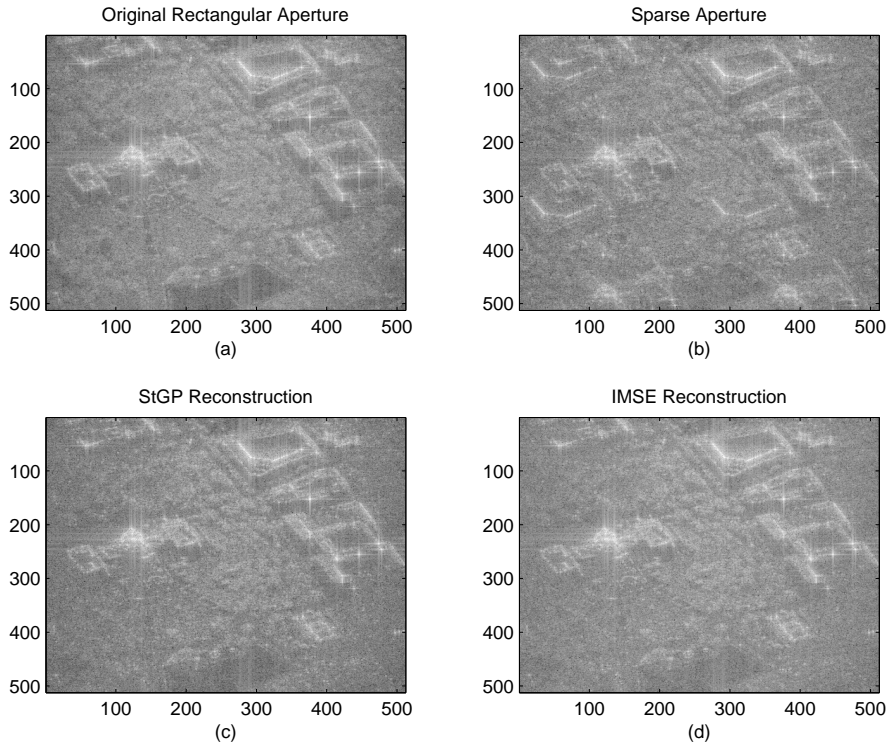 Original Rectangular Aperture
100
200
300
400
500
100 200 300 400 500
(a)
Sparse Aperture
100
200
300
400
500
100 200 300 400 500
(b)
StGP Reconstruction
100
200
300
400
500
100 200 300 400 500
(c)
IMSE Reconstruction
100
200
300
400
500
100 200 300 400 500
(d)